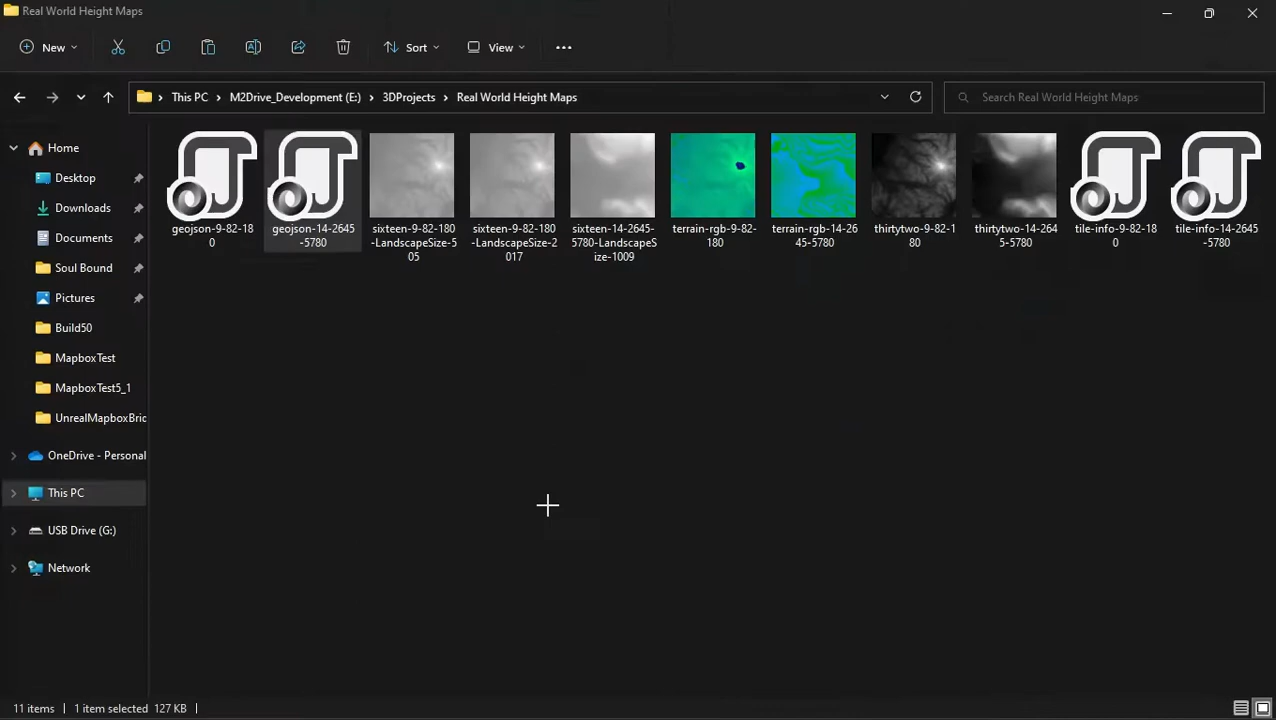 Real World Height Maps
New
Sort
View
This PC
M2Drive_Development (E:)
3DProjects
Real World Height Maps
Search Real World Height Maps
Home
Desktop
Downloads
Documents
Soul Bound
Pictures
Build50
MapboxTest
MapboxTest5_1
UnrealMapboxBric
OneDrive - Personal
This PC
USB Drive (G:)
Network
geojson-9-82-18
0
geojson-14-2645
-5780
sixteen-9-82-180
-LandscapeSize-5
05
sixteen-9-82-180
-LandscapeSize-2
017
sixteen-14-2645-
5780-LandscapeS
ize-1009
terrain-rgb-9-82-
180
terrain-rgb-14-26
45-5780
thirtytwo-9-82-1
80
thirtytwo-14-264
5-5780
tile-info-9-82-18
0
tile-info-14-2645
-5780
11 items
1 item selected 127 KB